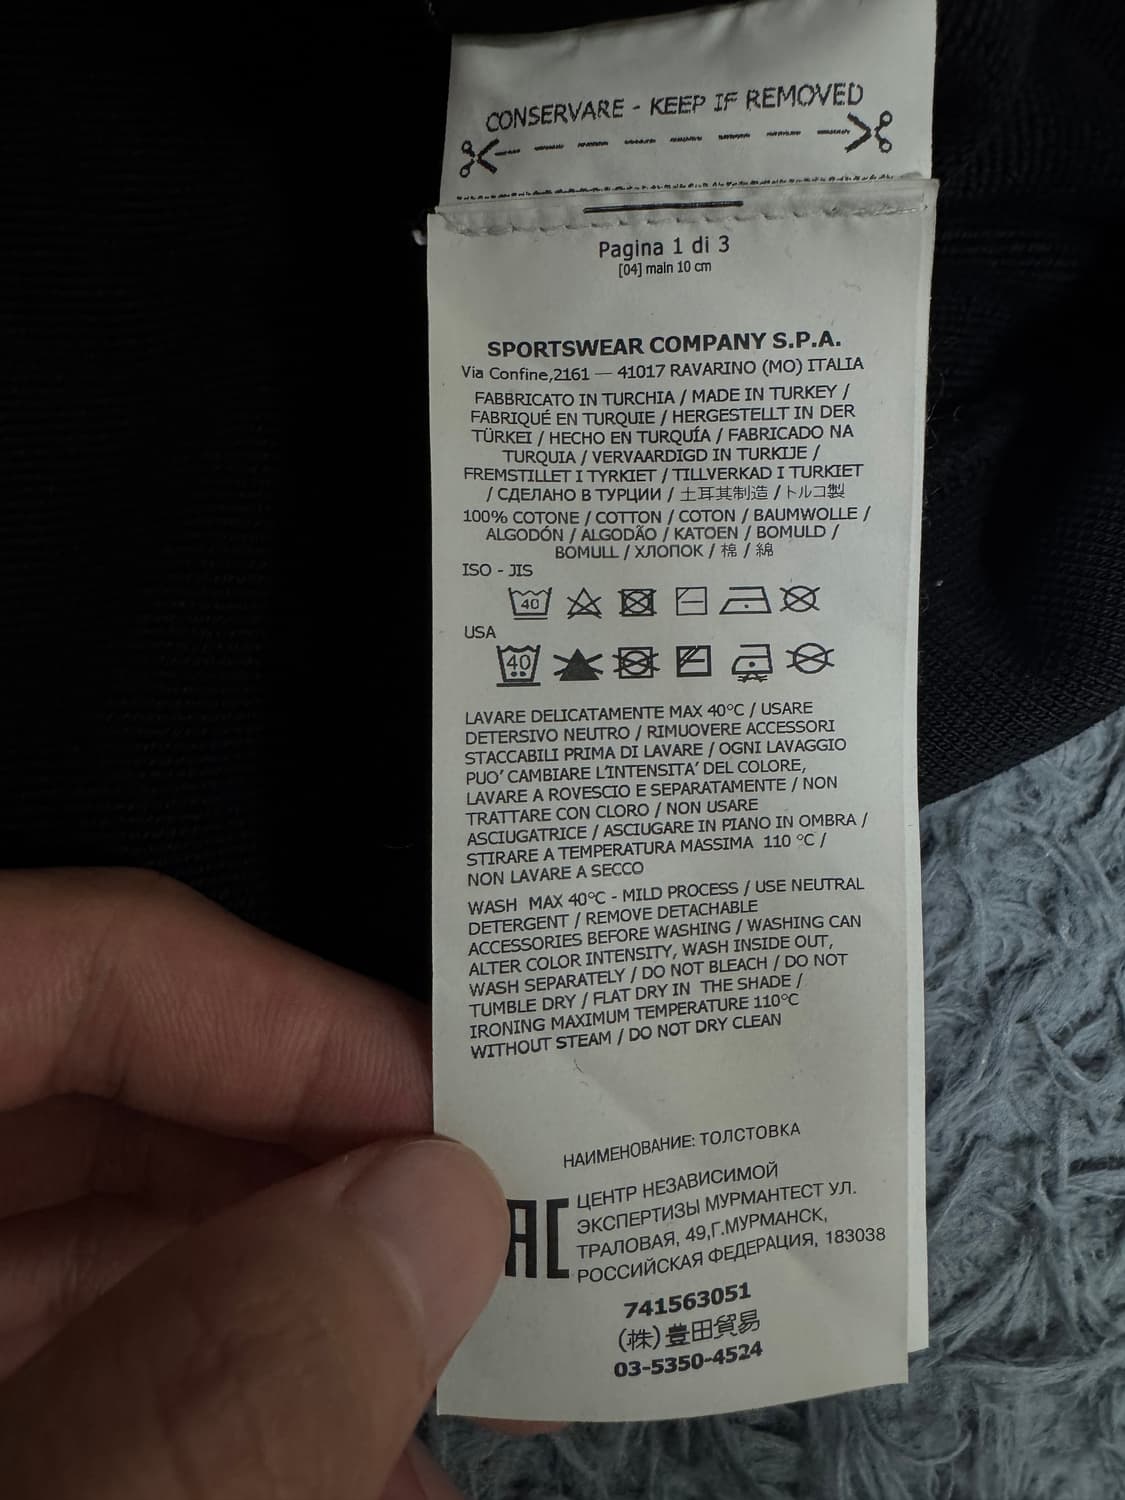 CONSERVARE - KEEP IF REMOVED
Pagina 1 di 3
[04] main 10 cm
SPORTSWEAR COMPANY S.P.A.
Via Confine,2161 — 41017 RAVARINO (MO) ITALIA
FABBRICATO IN TURCHIA / MADE IN TURKEY /
FABRIQUÉ EN TURQUIE / HERGESTELLT IN DER
TÜRKEI / HECHO EN TURQUÍA / FABRICADO NA
TURQUIA / VERVAARDIGD IN TURKIJE /
FREMSTILLET I TYRKIET / TILLVERKAD I TURKIET
/ СДЕЛАНО В ТУРЦИИ / 土耳其制造 / トルコ製
100% COTONE / COTTON / COTON / BAUMWOLLE /
ALGODÓN / ALGODÃO / KATOEN / BOMULD /
BOMULL / ХЛОПОК / 棉 / 綿
ISO - JIS
40
USA
40
LAVARE DELICATAMENTE MAX 40°C / USARE
DETERSIVO NEUTRO / RIMUOVERE ACCESSORI
STACCABILI PRIMA DI LAVARE / OGNI LAVAGGIO
PUO' CAMBIARE L'INTENSITA' DEL COLORE,
LAVARE A ROVESCIO E SEPARATAMENTE / NON
TRATTARE CON CLORO / NON USARE
ASCIUGATRICE / ASCIUGARE IN PIANO IN OMBRA /
STIRARE A TEMPERATURA MASSIMA 110 °C /
NON LAVARE A SECCO
WASH MAX 40°C - MILD PROCESS / USE NEUTRAL
DETERGENT / REMOVE DETACHABLE
ACCESSORIES BEFORE WASHING / WASHING CAN
ALTER COLOR INTENSITY, WASH INSIDE OUT,
WASH SEPARATELY / DO NOT BLEACH / DO NOT
TUMBLE DRY / FLAT DRY IN THE SHADE /
IRONING MAXIMUM TEMPERATURE 110°C
WITHOUT STEAM / DO NOT DRY CLEAN
НАИМЕНОВАНИЕ: ТОЛСТОВКА
ЦЕНТР НЕЗАВИСИМОЙ
ЭКСПЕРТИЗЫ МУРМАНТЕСТ УЛ.
ТРАЛОВАЯ, 49,Г.МУРМАНСК,
РОССИЙСКАЯ ФЕДЕРАЦИЯ, 183038
741563051
(株)豊田貿易
03-5350-4524